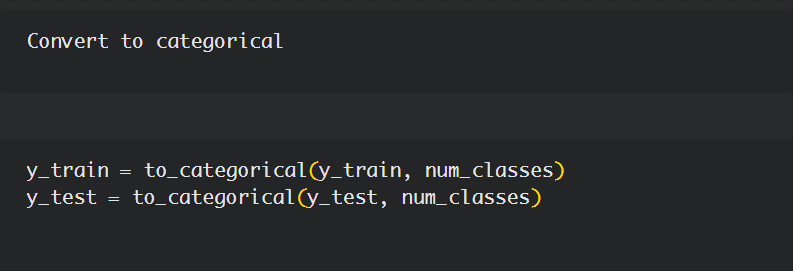 Convert to categorical
y_train = to_categorical(y_train, num_classes)
y_test = to_categorical(y_test, num_classes)